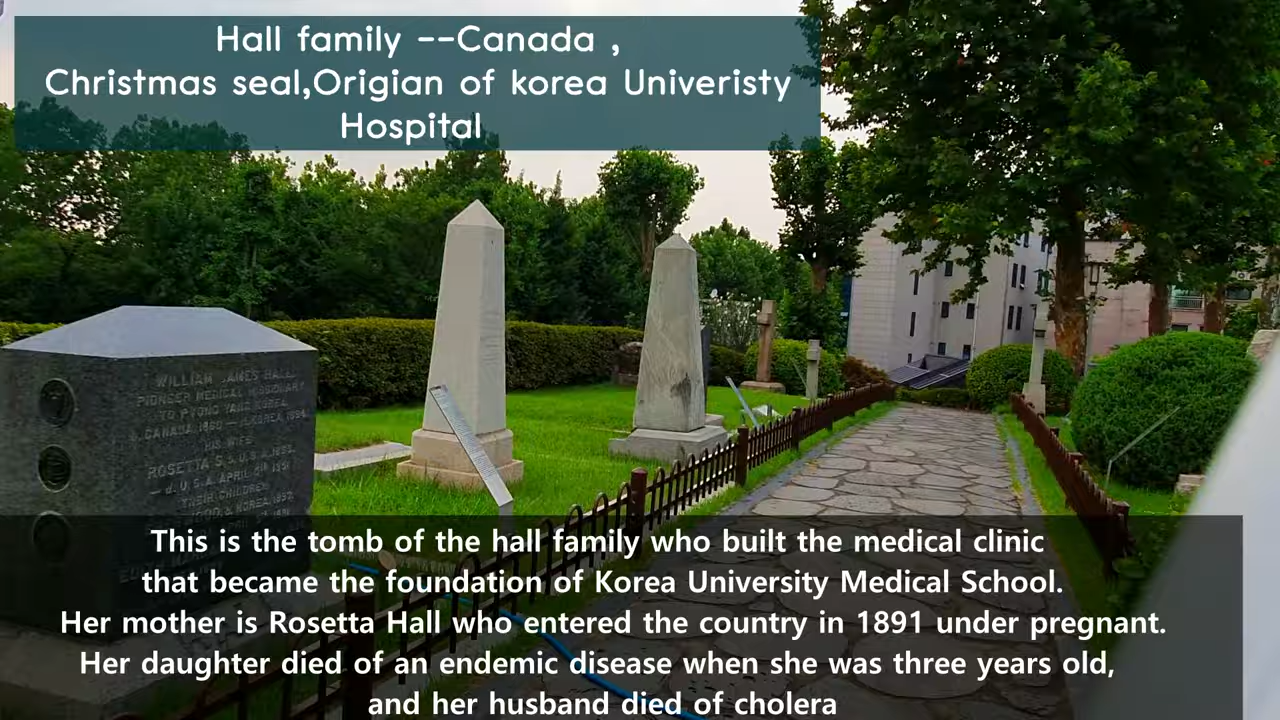 Hall family --Canada ,
Christmas seal,Origian of korea Univeristy
Hospital
WILLIAM JAMES HALL
PIONEER MEDICAL MISSIONARY
TO PYONG YANG KOREA
CANADA 1860 — KOREA 1894
HIS WIFE
ROSETTA S.
— d. U.S.A. APRIL
THEIR CHILDREN
KOREA
This is the tomb of the hall family who built the medical clinic
that became the foundation of Korea University Medical School.
Her mother is Rosetta Hall who entered the country in 1891 under pregnant.
Her daughter died of an endemic disease when she was three years old,
and her husband died of cholera